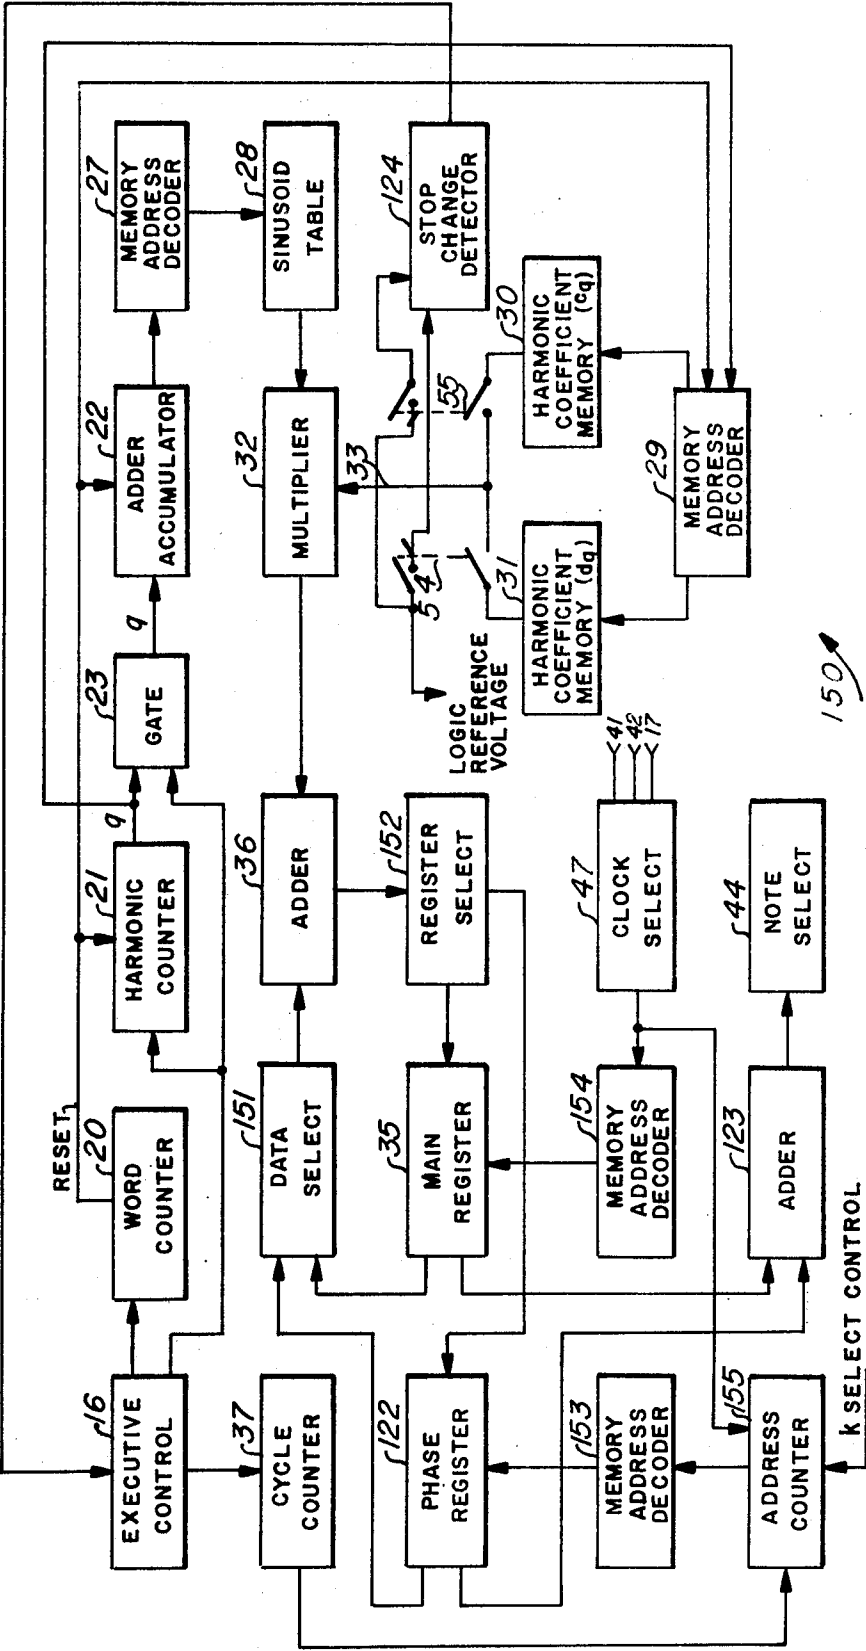 16
EXECUTIVE
CONTROL
20
WORD
COUNTER
RESET
21
HARMONIC
COUNTER
q
23
GATE
q
22
ADDER
ACCUMULATOR
27
MEMORY
ADDRESS
DECODER
37
CYCLE
COUNTER
151
DATA
SELECT
36
ADDER
32
MULTIPLIER
28
SINUSOID
TABLE
33
122
PHASE
REGISTER
35
MAIN
REGISTER
152
REGISTER
SELECT
LOGIC
REFERENCE
VOLTAGE
54
55
124
STOP
CHANGE
DETECTOR
31
HARMONIC
COEFFICIENT
MEMORY (dq)
30
HARMONIC
COEFFICIENT
MEMORY (cq)
153
MEMORY
ADDRESS
DECODER
154
MEMORY
ADDRESS
DECODER
47
CLOCK
SELECT
41
42
17
29
MEMORY
ADDRESS
DECODER
155
ADDRESS
COUNTER
123
ADDER
44
NOTE
SELECT
150
k SELECT CONTROL